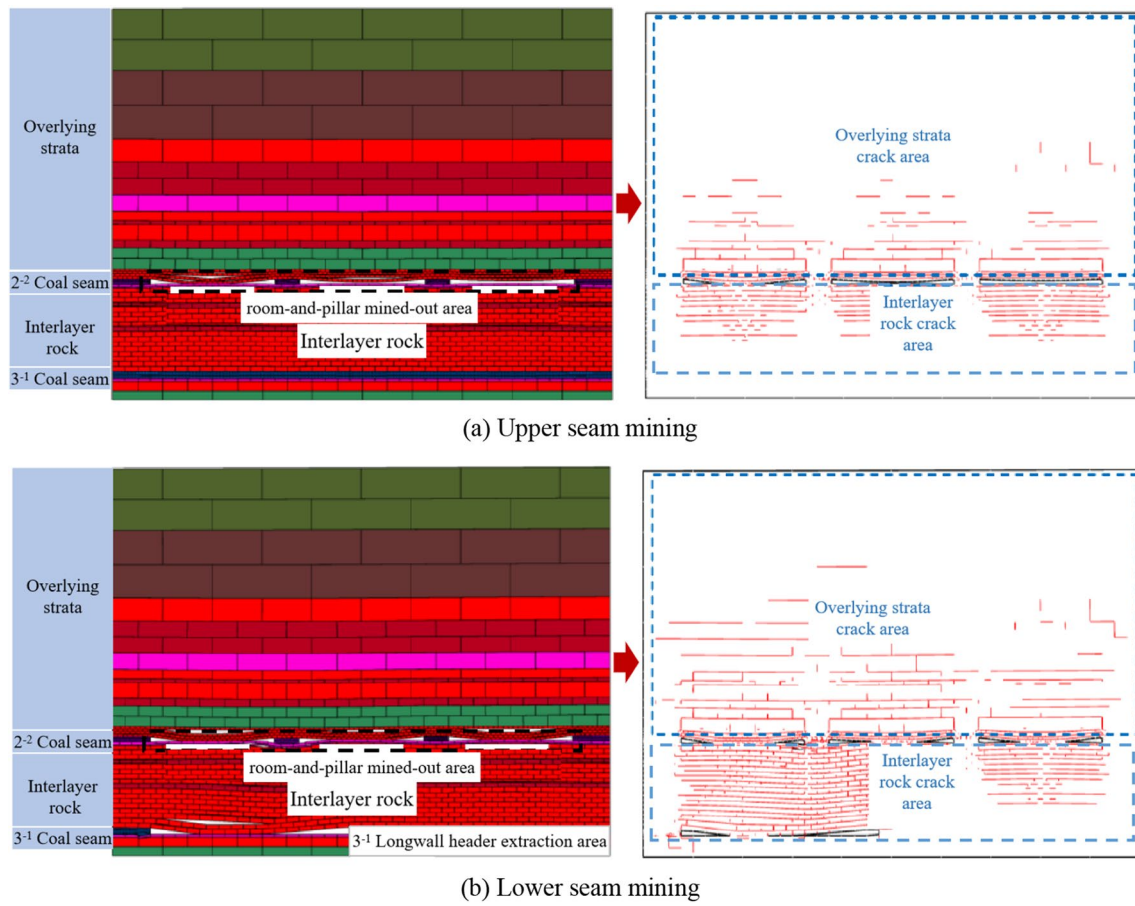 Overlying
strata
2-2 Coal seam
Interlayer
rock
3-1 Coal seam
room-and-pillar mined-out area
Interlayer rock
Overlying strata
crack area
Interlayer
rock crack
area
(a) Upper seam mining
Overlying
strata
2-2 Coal seam
Interlayer
rock
3-1 Coal seam
room-and-pillar mined-out area
Interlayer rock
3-1 Longwall header extraction area
Overlying strata
crack area
Interlayer
rock crack
area
(b) Lower seam mining